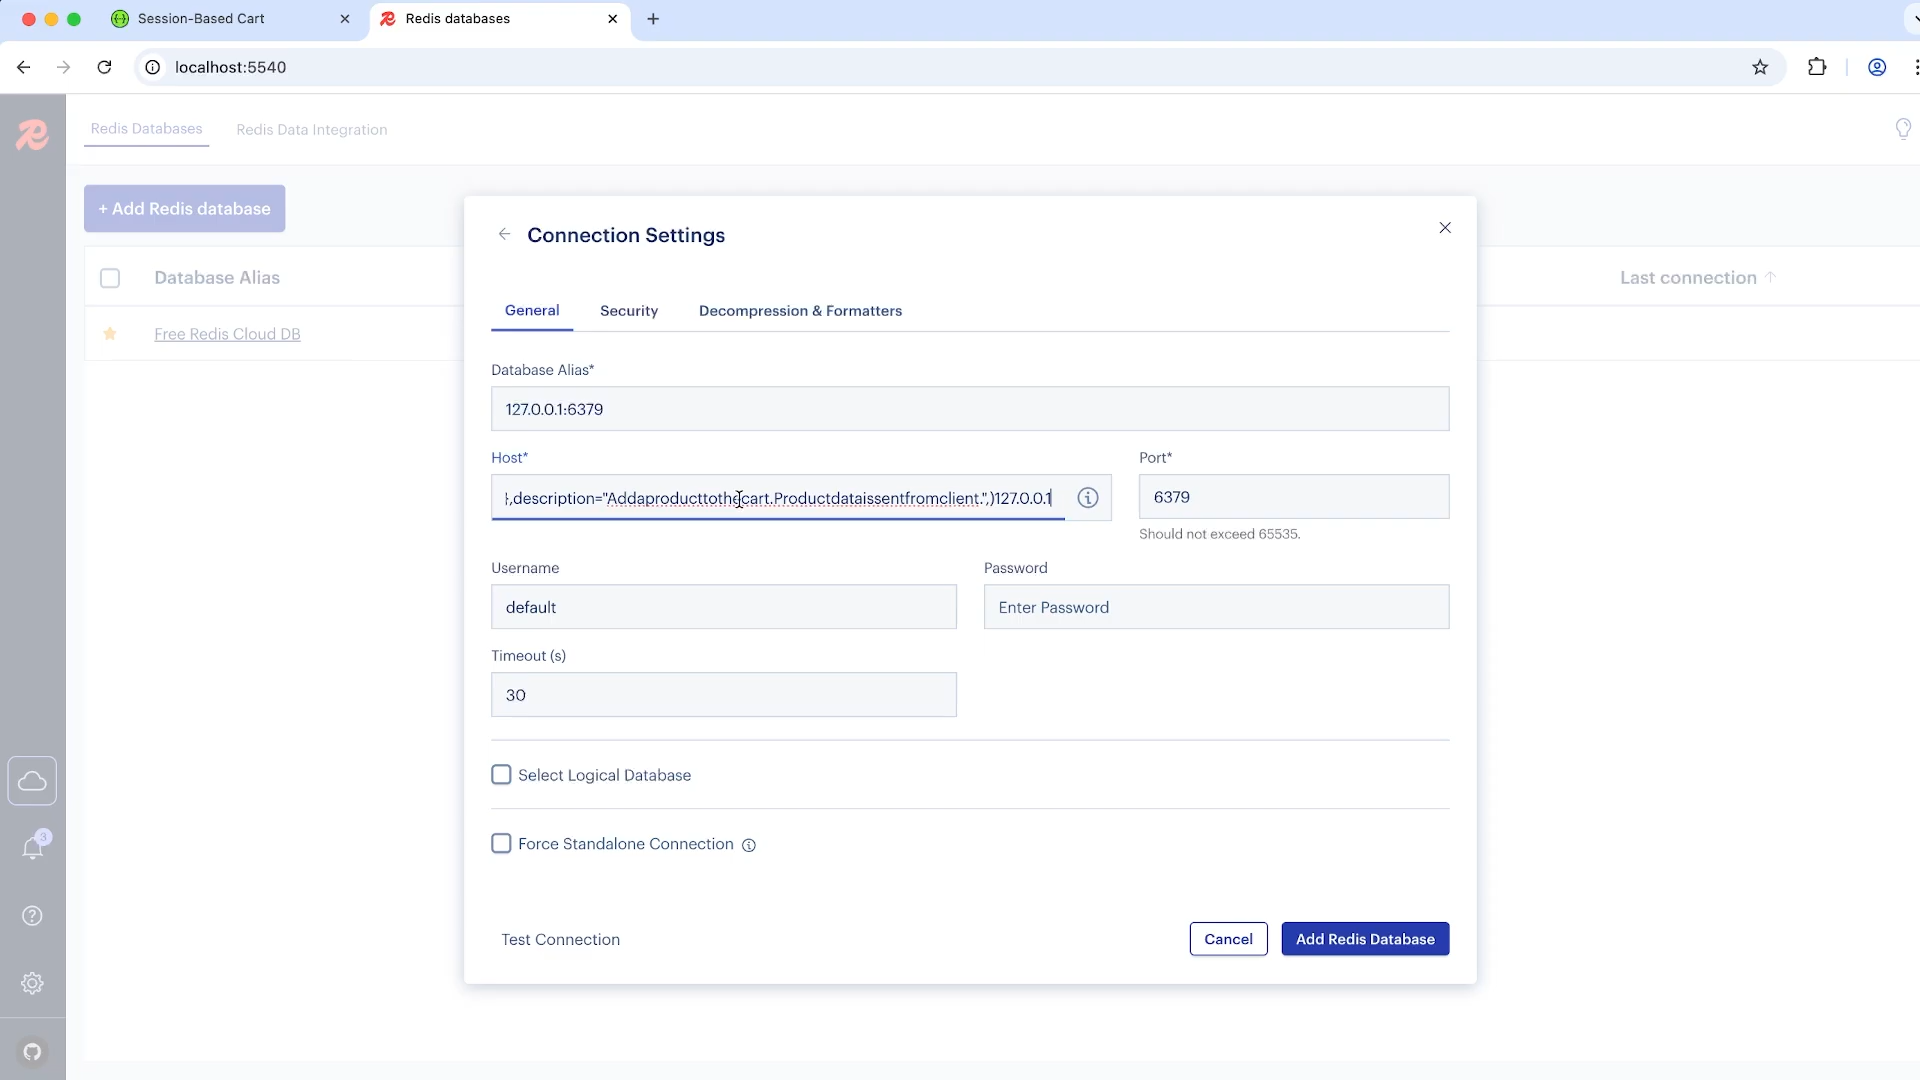 Session-Based Cart
Redis databases
localhost:5540
Redis Databases
Redis Data Integration
+ Add Redis database
Database Alias
Last connection
Free Redis Cloud DB
Connection Settings
General
Security
Decompression & Formatters
Database Alias*
127.0.0.1:6379
Host*
Port*
},description="Addaproducttothecart.Productdataissentfromclient.",)127.0.0.1
6379
Should not exceed 65535.
Username
Password
default
Enter Password
Timeout (s)
30
Select Logical Database
Force Standalone Connection
3
Test Connection
Cancel
Add Redis Database